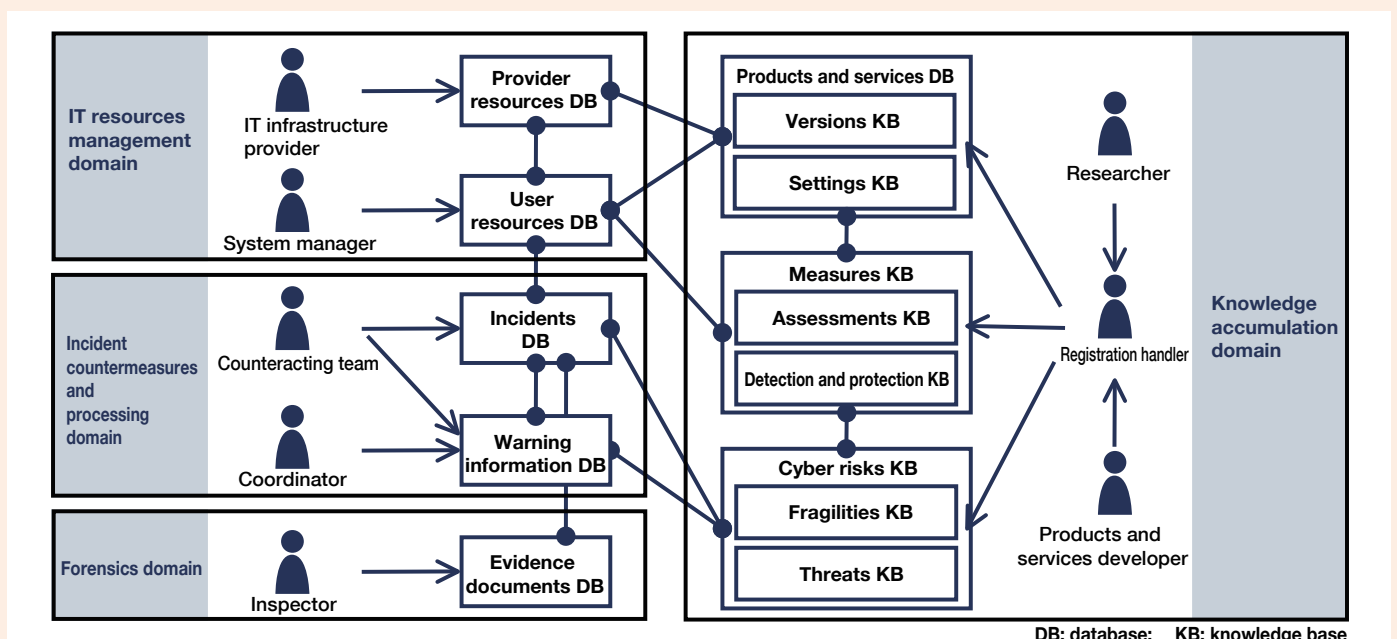 IT resources
management
domain
IT infrastructure
provider
System manager
Provider
resources DB
User
resources DB
Incident
countermeasures
and
processing
domain
Counteracting team
Coordinator
Incidents
DB
Warning
information DB
Forensics domain
Inspector
Evidence
documents DB
Products and services DB
Versions KB
Settings KB
Measures KB
Assessments KB
Detection and protection KB
Cyber risks KB
Fragilities KB
Threats KB
Researcher
Registration handler
Products and
services developer
Knowledge
accumulation
domain
DB: database; KB: knowledge base